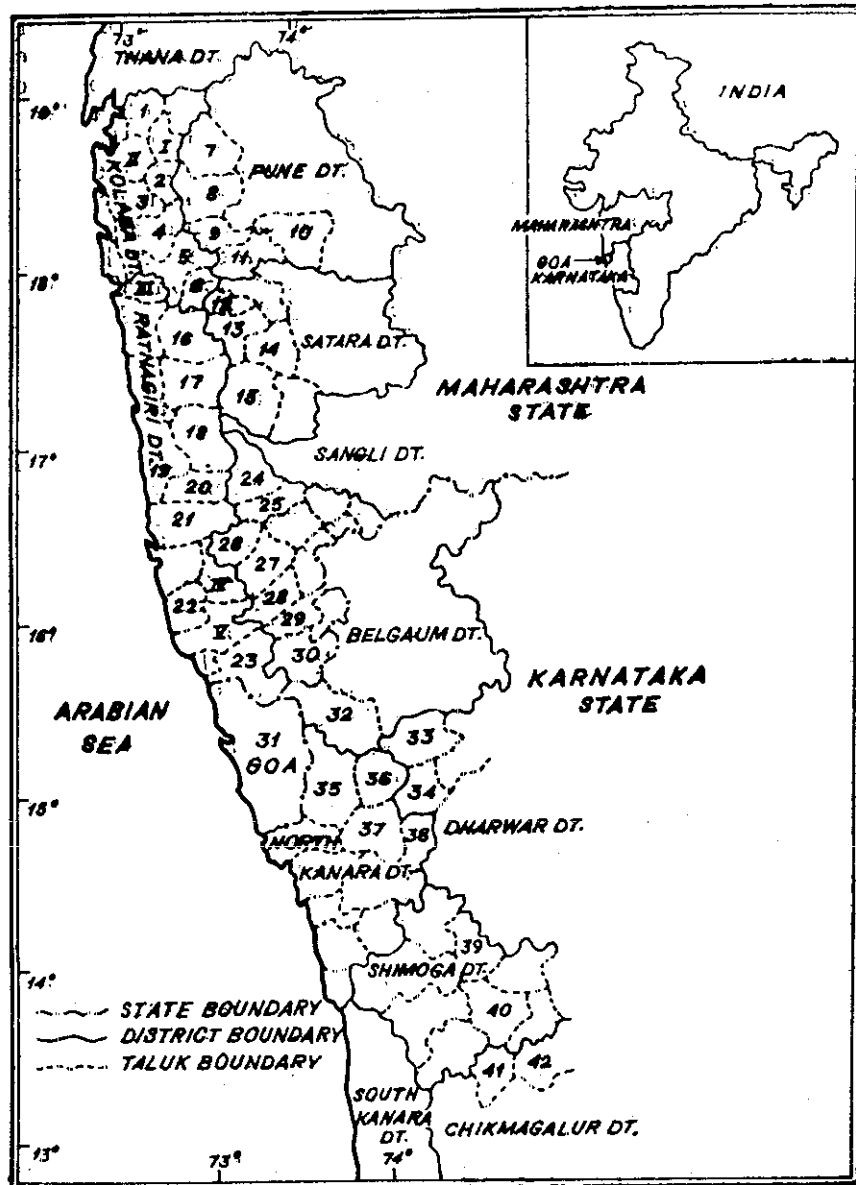 73°
74°
THANA DT.
INDIA
19°
1
I
II
7
PUNE DT.
2
KOLABA DT.
3
8
4
9
10
5
11
MAHARASHTRA
GOA
KARNATAKA
18°
III
6
12
13
16
14
SATARA DT.
RATNAGIRI DT.
17
15
MAHARASHTRA
STATE
18
17°
SANGLI DT.
19
20
24
25
21
26
27
IV
22
28
29
16°
V
23
30
BELGAUM DT.
KARNATAKA
STATE
ARABIAN
SEA
32
31
GOA
33
35
36
34
15°
37
38
DHARWAR DT.
NORTH
KANARA DT.
39
SHIMOGA DT.
14°
STATE BOUNDARY
40
DISTRICT BOUNDARY
TALUK BOUNDARY
41
42
SOUTH
KANARA
DT.
CHIKMAGALUR DT.
13°
73°
74°